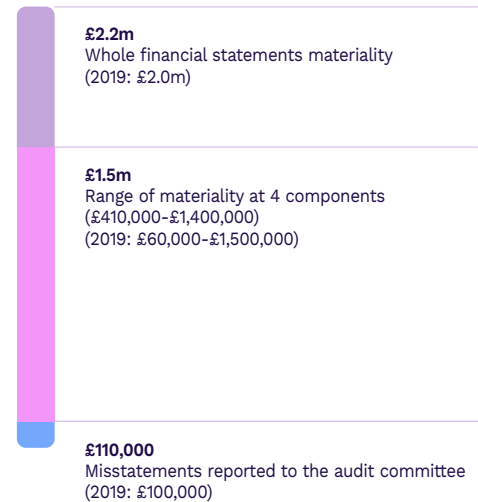 £2.2m
Whole financial statements materiality
(2019: £2.0m)
£1.5m
Range of materiality at 4 components
(£410,000-£1,400,000)
(2019: £60,000-£1,500,000)
£110,000
Misstatements reported to the audit committee
(2019: £100,000)